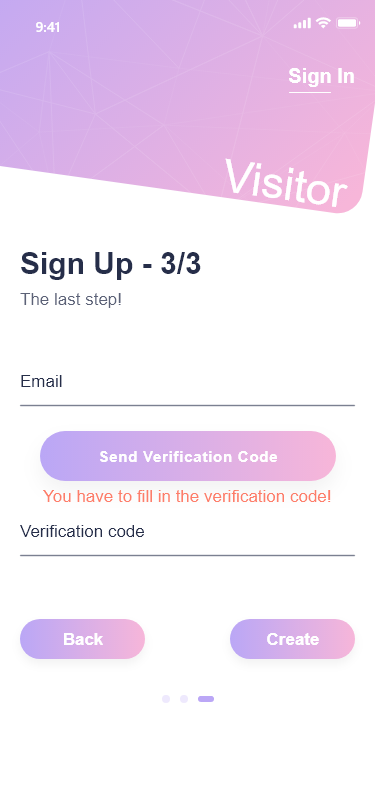 9:41
Sign In
Visitor
Sign Up - 3/3
The last step!
Email
Send Verification Code
You have to fill in the verification code!
Verification code
Back
Create